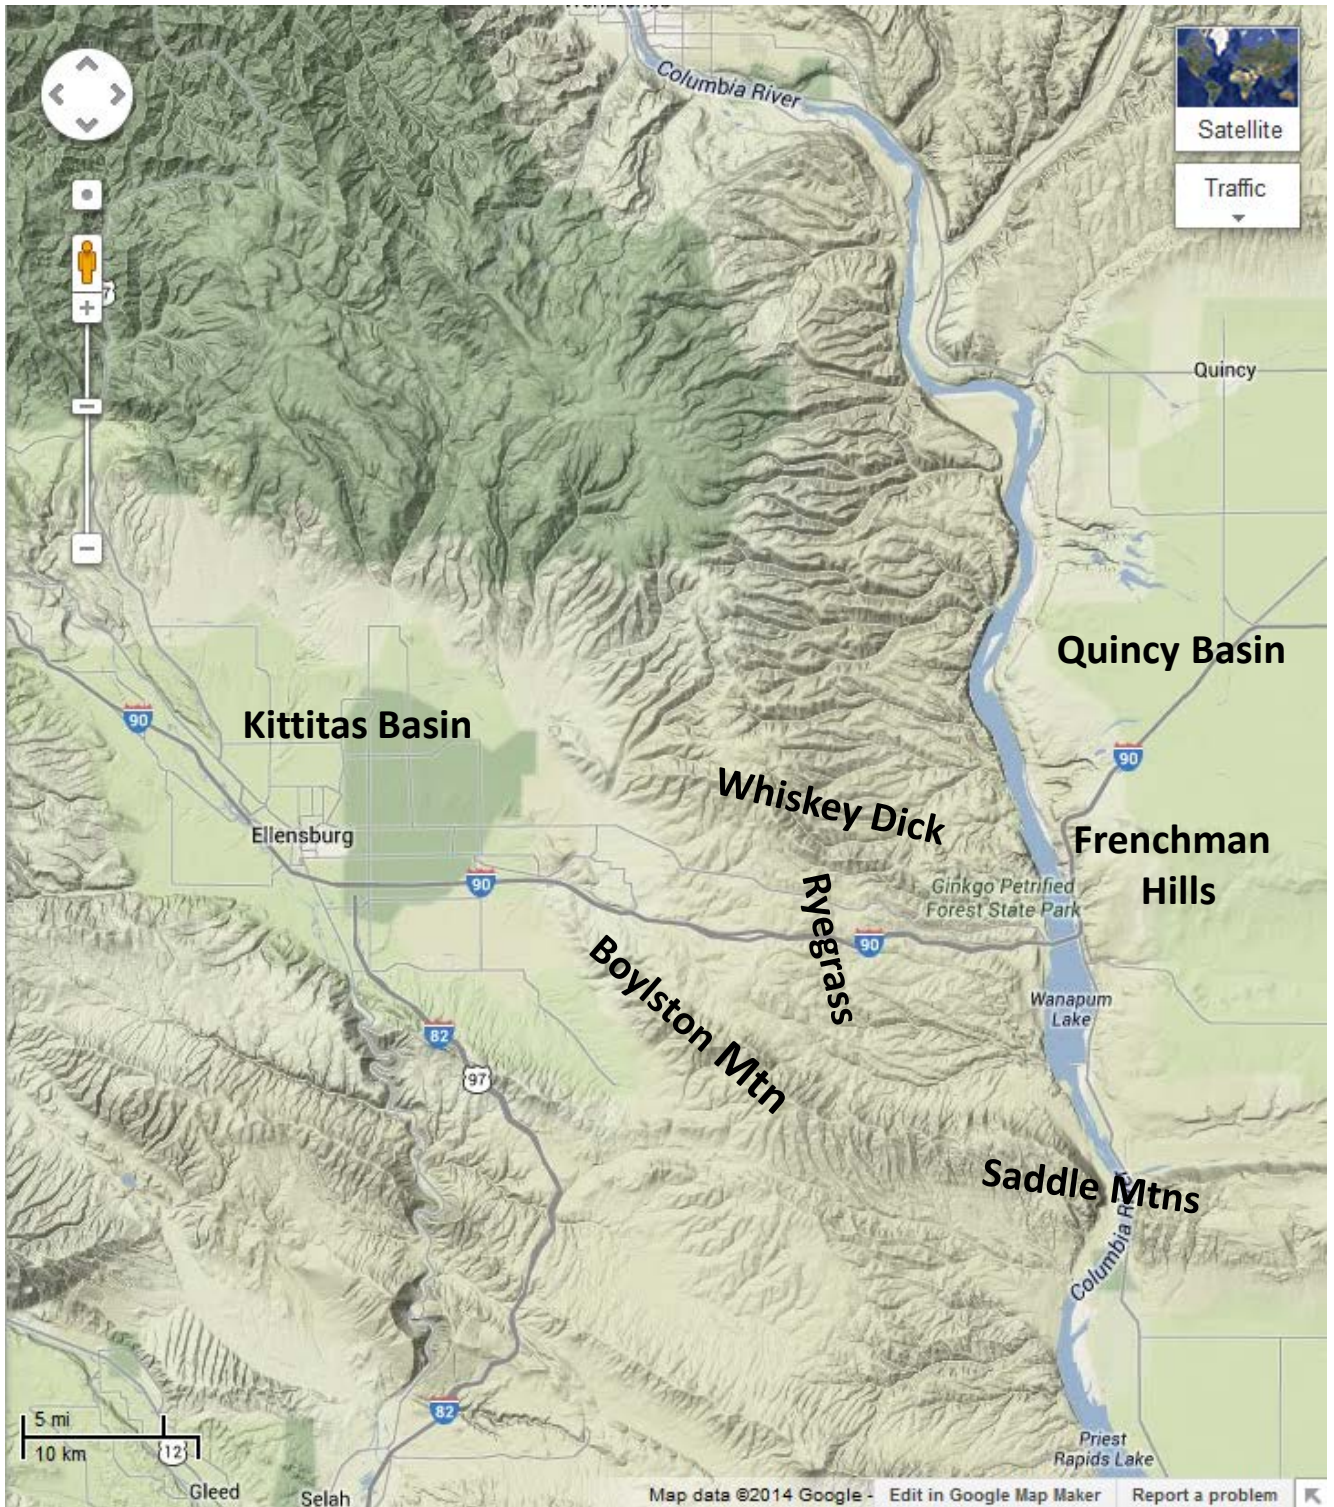 Columbia River
Satellite
Traffic
7
Quincy
Quincy Basin
90
Kittitas Basin
90
Whiskey Dick
Ellensburg
Frenchman
Hills
90
Ryegrass
Ginkgo Petrified
Forest State Park
90
Boylston Mtn
Wanapum
Lake
82
97
Saddle Mtns
Columbia
82
5 mi
10 km
12
Priest
Rapids Lake
Gleed
Selah
Map data ©2014 Google - Edit in Google Map Maker Report a problem